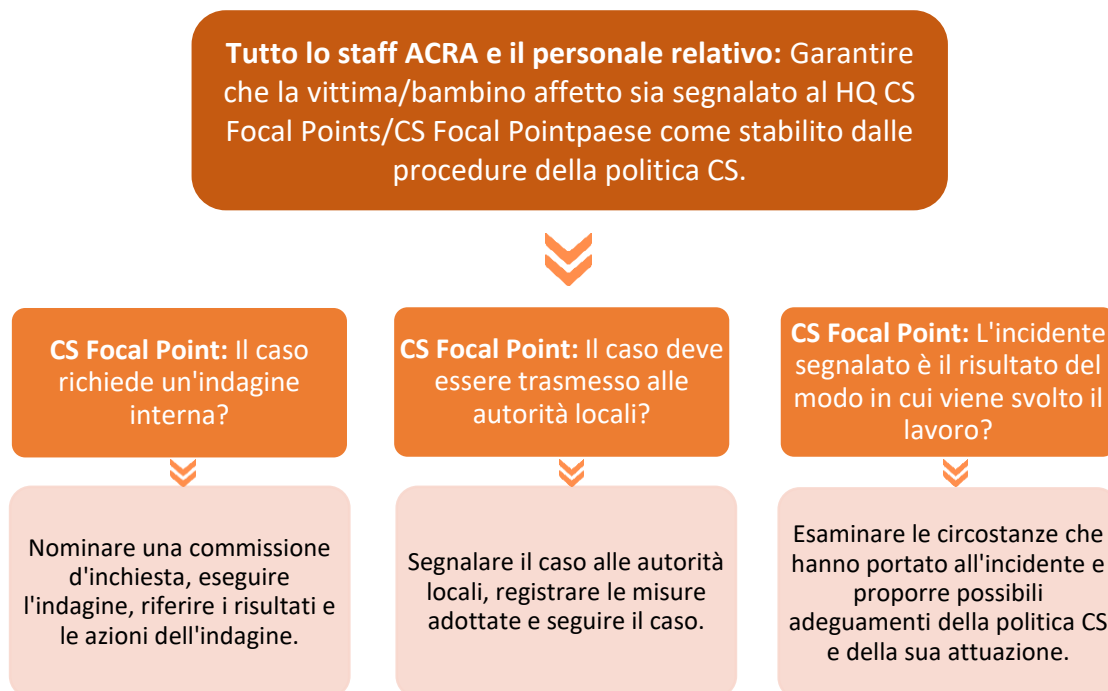 Tutto lo staff ACRA e il personale relativo: Garantire
che la vittima/bambino affetto sia segnalato al HQ CS
Focal Points/CS Focal Pointpaese come stabilito dalle
procedure della politica CS.
CS Focal Point: Il caso
richiede un'indagine
interna?
CS Focal Point: Il caso deve
essere trasmesso alle
autorità locali?
CS Focal Point: L'incidente
segnalato è il risultato del
modo in cui viene svolto il
lavoro?
Nominare una commissione
d'inchiesta, eseguire
l'indagine, riferire i risultati e
le azioni dell'indagine.
Segnalare il caso alle autorità
locali, registrare le misure
adottate e seguire il caso.
Esaminare le circostanze che
hanno portato all'incidente e
proporre possibili
adeguamenti della politica CS
e della sua attuazione.